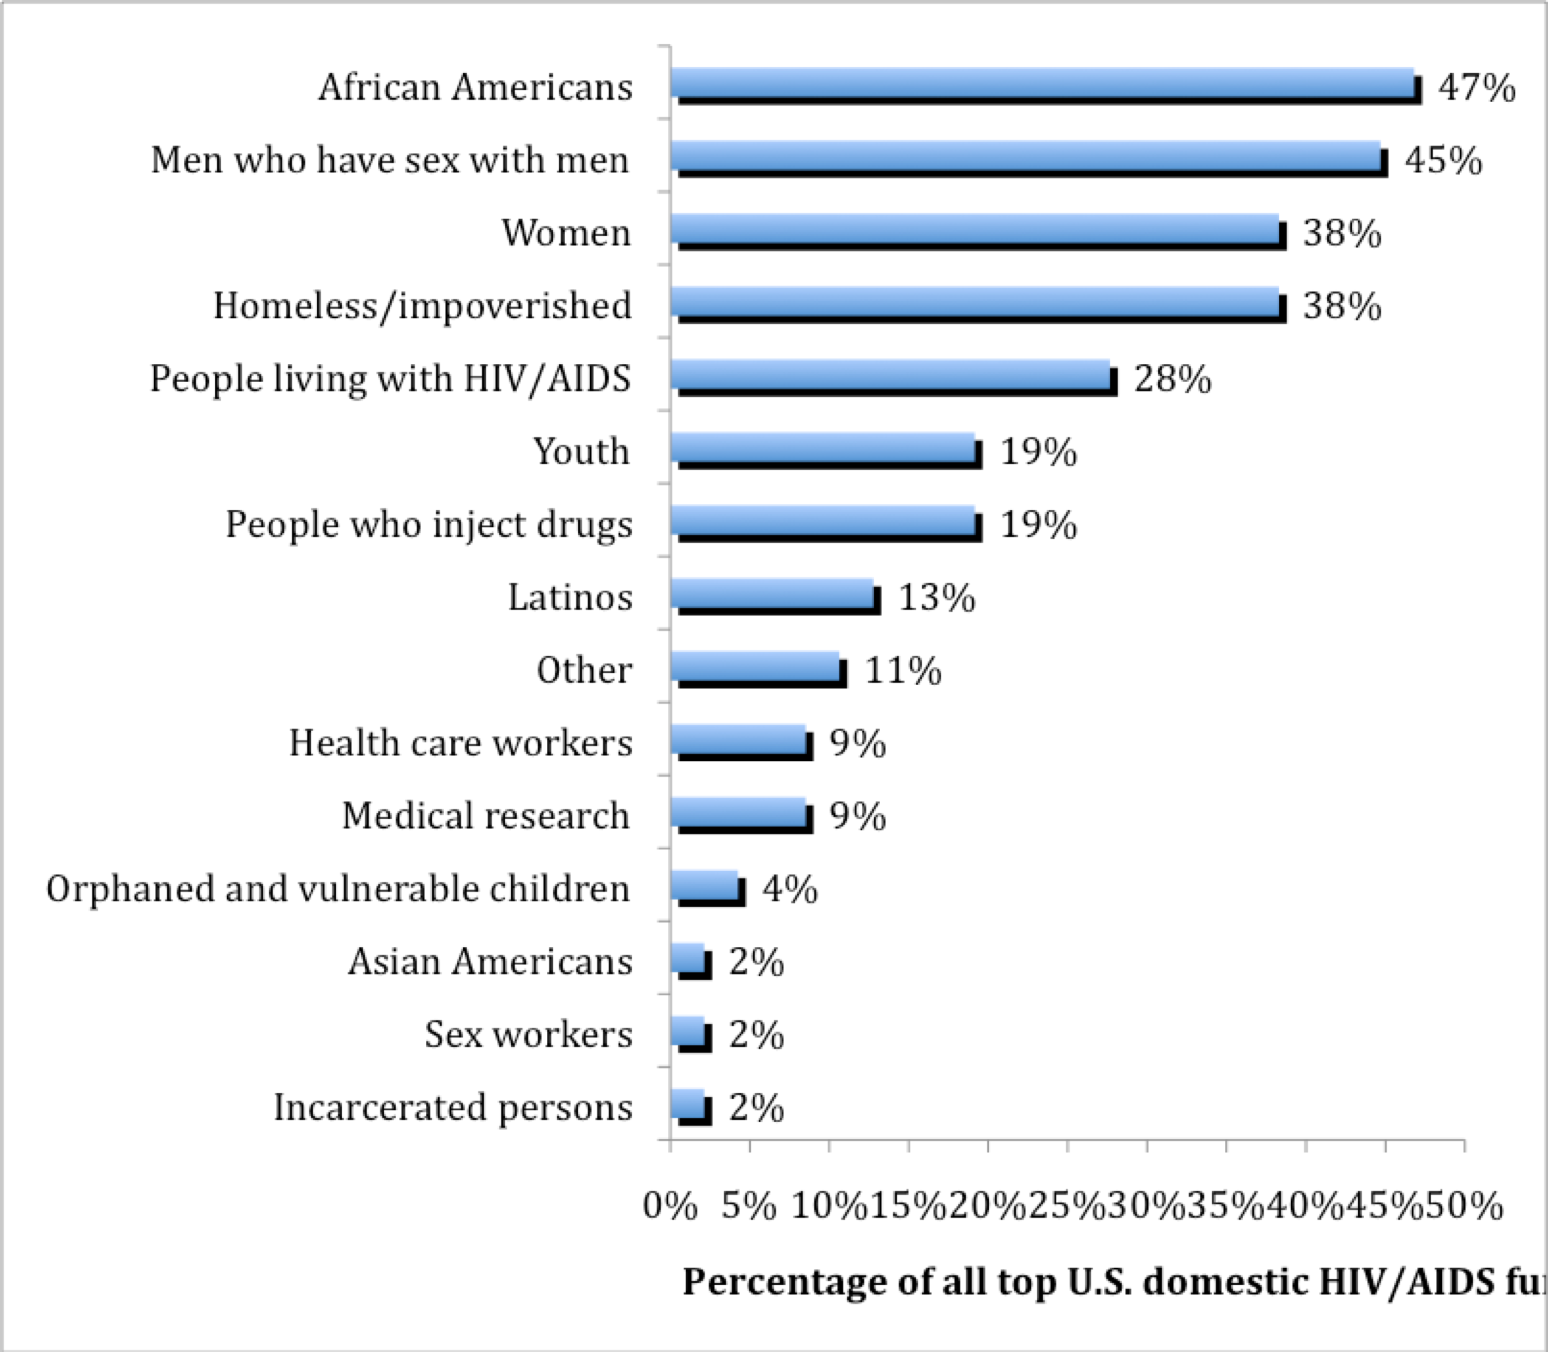 African Americans 47%
Men who have sex with men 45%
Women 38%
Homeless/impoverished 38%
People living with HIV/AIDS 28%
Youth 19%
People who inject drugs 19%
Latinos 13%
Other 11%
Health care workers 9%
Medical research 9%
Orphaned and vulnerable children 4%
Asian Americans 2%
Sex workers 2%
Incarcerated persons 2%
0% 5% 10% 15% 20% 25% 30% 35% 40% 45% 50%
Percentage of all top U.S. domestic HIV/AIDS